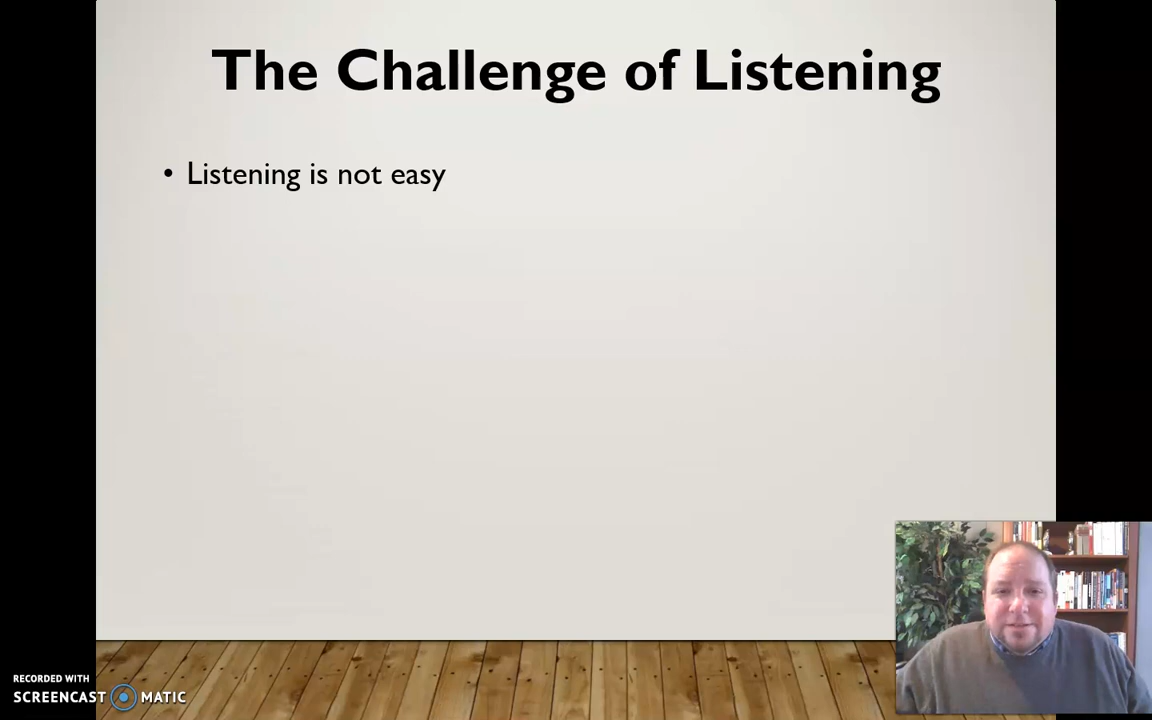 The Challenge of Listening
• Listening is not easy
RECORDED WITH
SCREENCAST MATIC